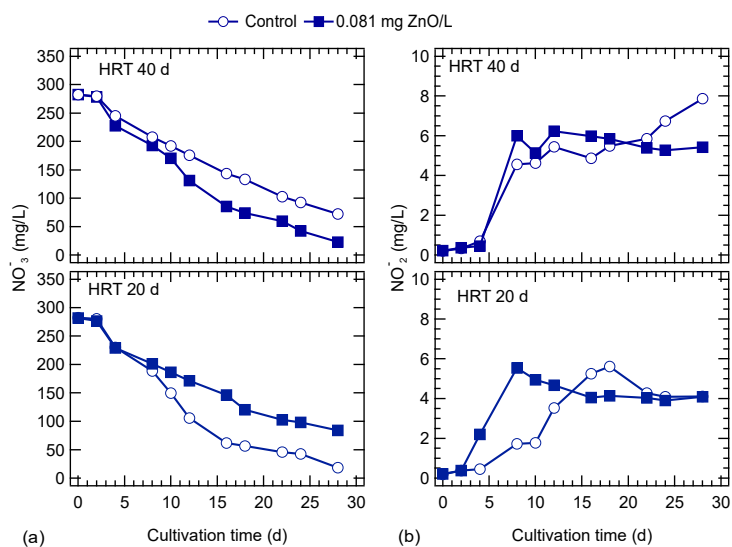 Control 0.081 mg ZnO/L
HRT 40 d
350
300
250
200
150
100
50
0
HRT 40 d
10
8
6
4
2
0
NO₃⁻ (mg/L)
NO₂⁻ (mg/L)
HRT 20 d
350
300
250
200
150
100
50
0
0 5 10 15 20 25 30
HRT 20 d
10
8
6
4
2
0
0 5 10 15 20 25 30
(a) Cultivation time (d)
(b) Cultivation time (d)